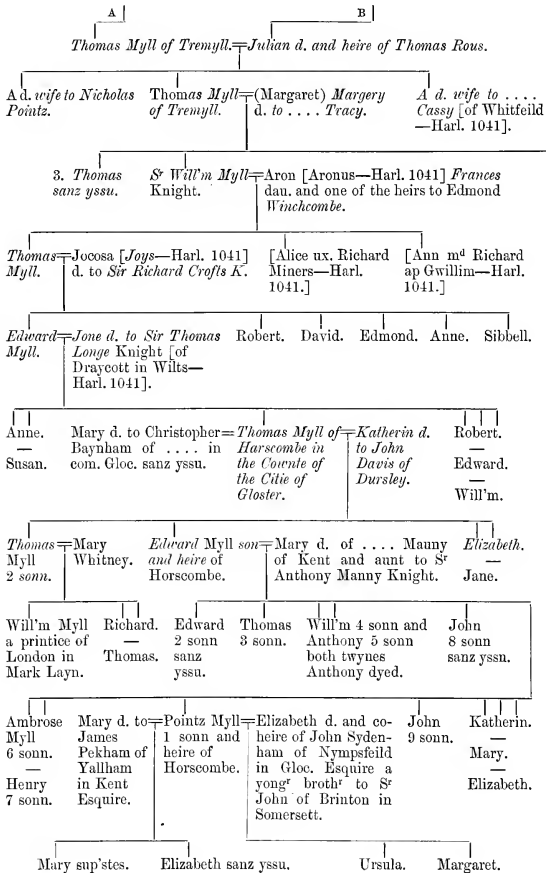 A B
Thomas Myll of Tremyll.=Julian d. and heire of Thomas Rous.
A d. wife to Nicholas Pointz.
Thomas Myll of Tremyll.=(Margaret) Margery d. to .... Tracy.
A d. wife to .... Cassy [of Whitfeild—Harl. 1041].
3. Thomas sanz yssu.
Sr Will'm Myll Knight.=Aron [Aronus—Harl. 1041] Frances dau. and one of the heirs to Edmond Winchcombe.
Thomas Myll.=Jocosa [Joys—Harl. 1041] d. to Sir Richard Crofts K.
[Alice ux. Richard Miners—Harl. 1041.]
[Ann md Richard ap Gwillim—Harl. 1041.]
Edward Myll.=Jone d. to Sir Thomas Longe Knight [of Draycott in Wilts—Harl. 1041].
Robert. David. Edmond. Anne. Sibbell.
Anne.
—
Susan.
Mary d. to Christopher Baynham of .... in com. Gloc. sanz yssu.=Thomas Myll of Harscombe in the Counte of the Citie of Gloster.=Katherin d. to John Davis of Dursley.
Robert.
—
Edward.
—
Will'm.
Thomas Myll 2 sonn.=Mary Whitney.
Edward Myll son and heire of Horscombe.=Mary d. of .... Mauny of Kent and aunt to Sr Anthony Manny Knight.
Elizabeth.
—
Jane.
Will'm Myll a printice of London in Mark Layn.
Richard.
—
Thomas.
Edward 2 sonn sanz yssu.
Thomas 3 sonn.
Will'm 4 sonn and Anthony 5 sonn both twynes Anthony dyed.
John 8 sonn sanz yssn.
Ambrose Myll 6 sonn.
—
Henry 7 sonn.
Mary d. to James Pekham of Yallham in Kent Esquire.=Pointz Myll 1 sonn and heire of Horscombe.=Elizabeth d. and co-heire of John Sydenham of Nympsfeild in Gloc. Esquire a yongr brothr to Sr John of Brinton in Somersett.
John 9 sonn.
Katherin.
—
Mary.
—
Elizabeth.
Mary sup'stes. Elizabeth sanz yssu. Ursula. Margaret.